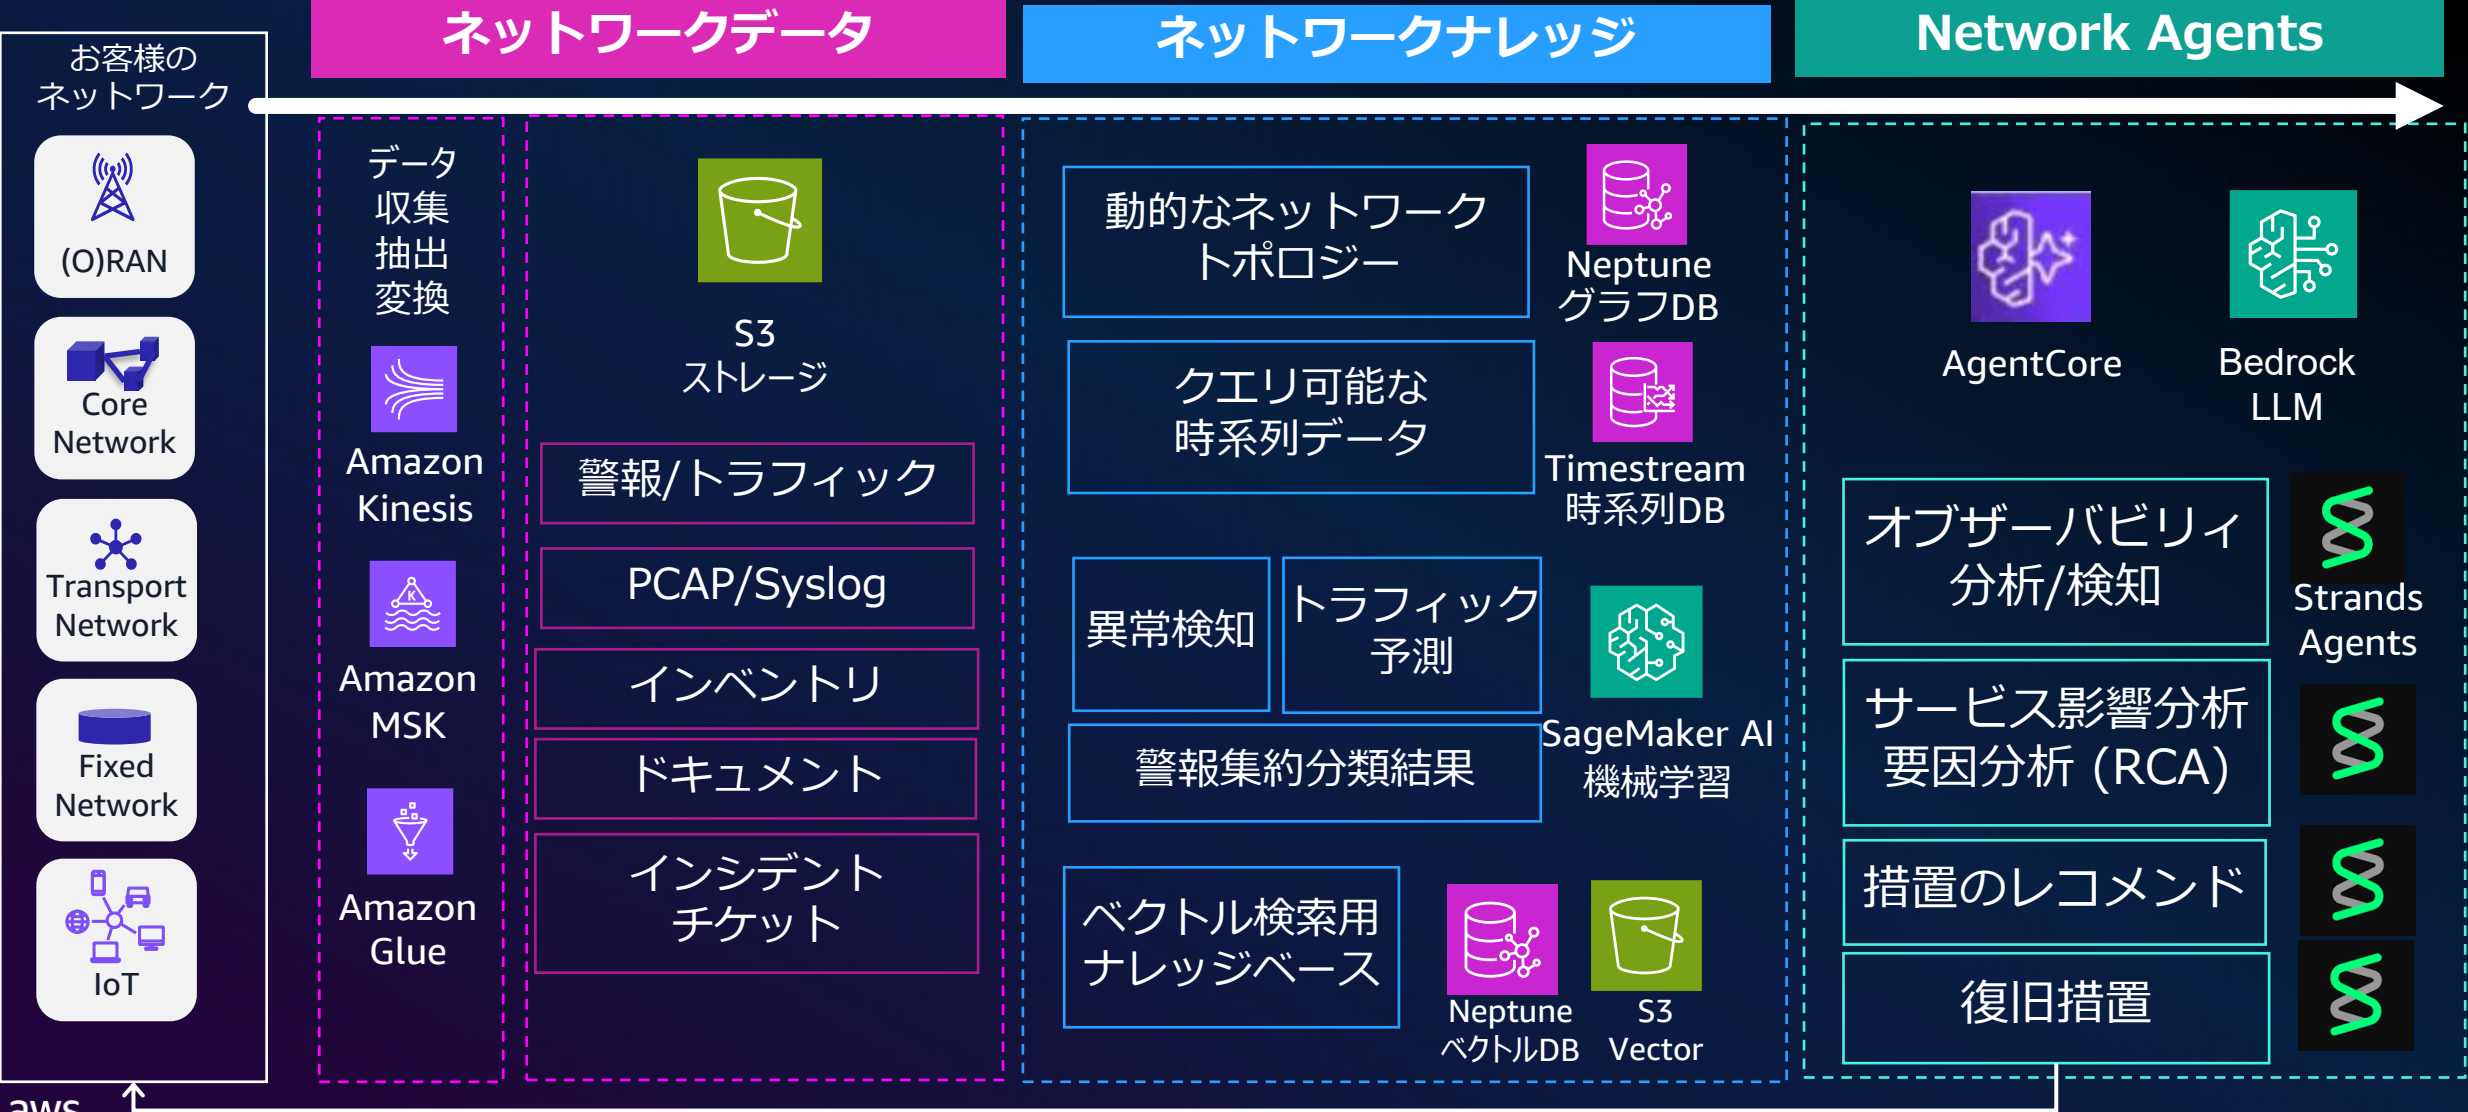 ネットワークデータ
ネットワークナレッジ
Network Agents
お客様の
ネットワーク
(O)RAN
Core
Network
Transport
Network
Fixed
Network
IoT
データ
収集
抽出
変換
Amazon
Kinesis
Amazon
MSK
Amazon
Glue
S3
ストレージ
警報/トラフィック
PCAP/Syslog
インベントリ
ドキュメント
インシデント
チケット
動的なネットワーク
トポロジー
Neptune
グラフDB
クエリ可能な
時系列データ
Timestream
時系列DB
異常検知
トラフィック
予測
警報集約分類結果
SageMaker AI
機械学習
ベクトル検索用
ナレッジベース
Neptune
ベクトルDB
S3
Vector
AgentCore
Bedrock
LLM
オブザーバビリィ
分析/検知
Strands
Agents
サービス影響分析
要因分析 (RCA)
措置のレコメンド
復旧措置
aws